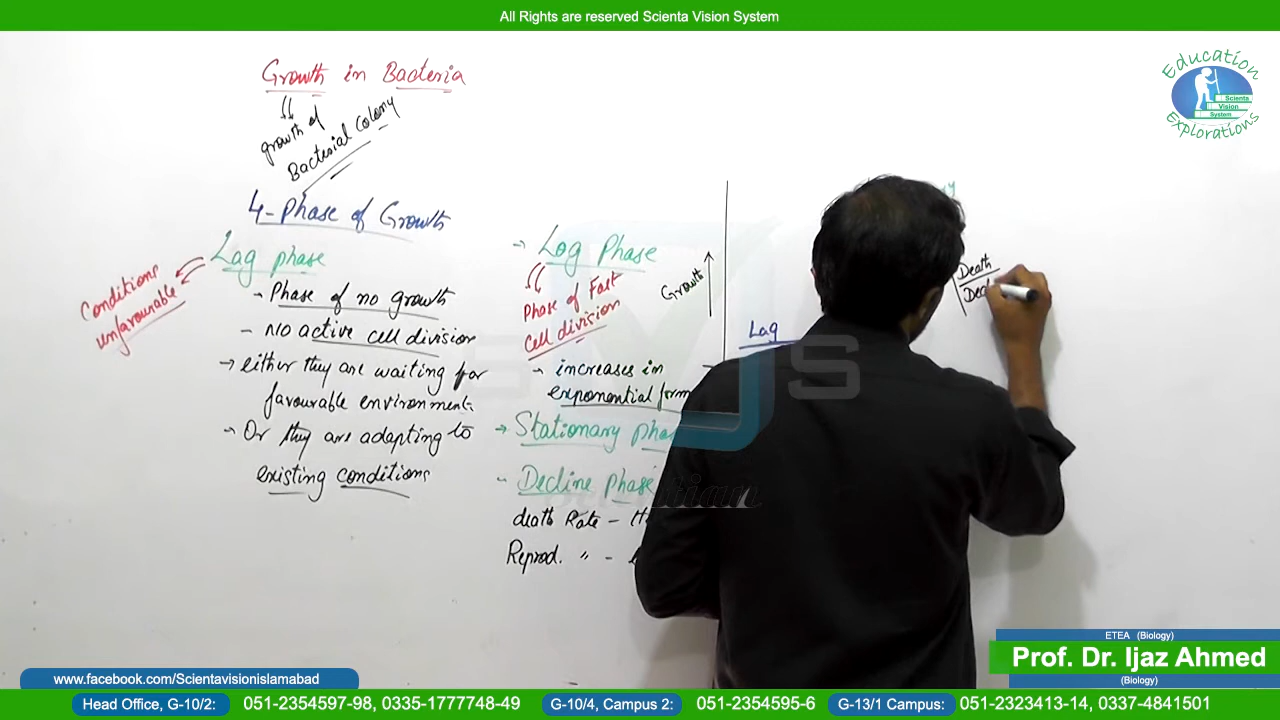 All Rights are reserved Scienta Vision System
Education
Scienta
Vision
System
Explorations
Growth in Bacteria
growth of
Bacterial Colony
4- Phase of Growth
Lag phase
Conditions
unfavourable
- Phase of no growth
- no active cell division
→ either they are waiting for
favourable environment.
- Or they are adapting to
existing conditions
- Log Phase
Phase of Fast
cell division
- increases in
exponential form
→ Stationary phas
- Decline phase
death Rate - H
Reprod. " -
Growth
Lag
Death
Decl
ETEA (Biology)
Prof. Dr. Ijaz Ahmed
(Biology)
www.facebook.com/Scientavisionislamabad
Head Office, G-10/2: 051-2354597-98, 0335-1777748-49 G-10/4, Campus 2: 051-2354595-6 G-13/1 Campus: 051-2323413-14, 0337-4841501